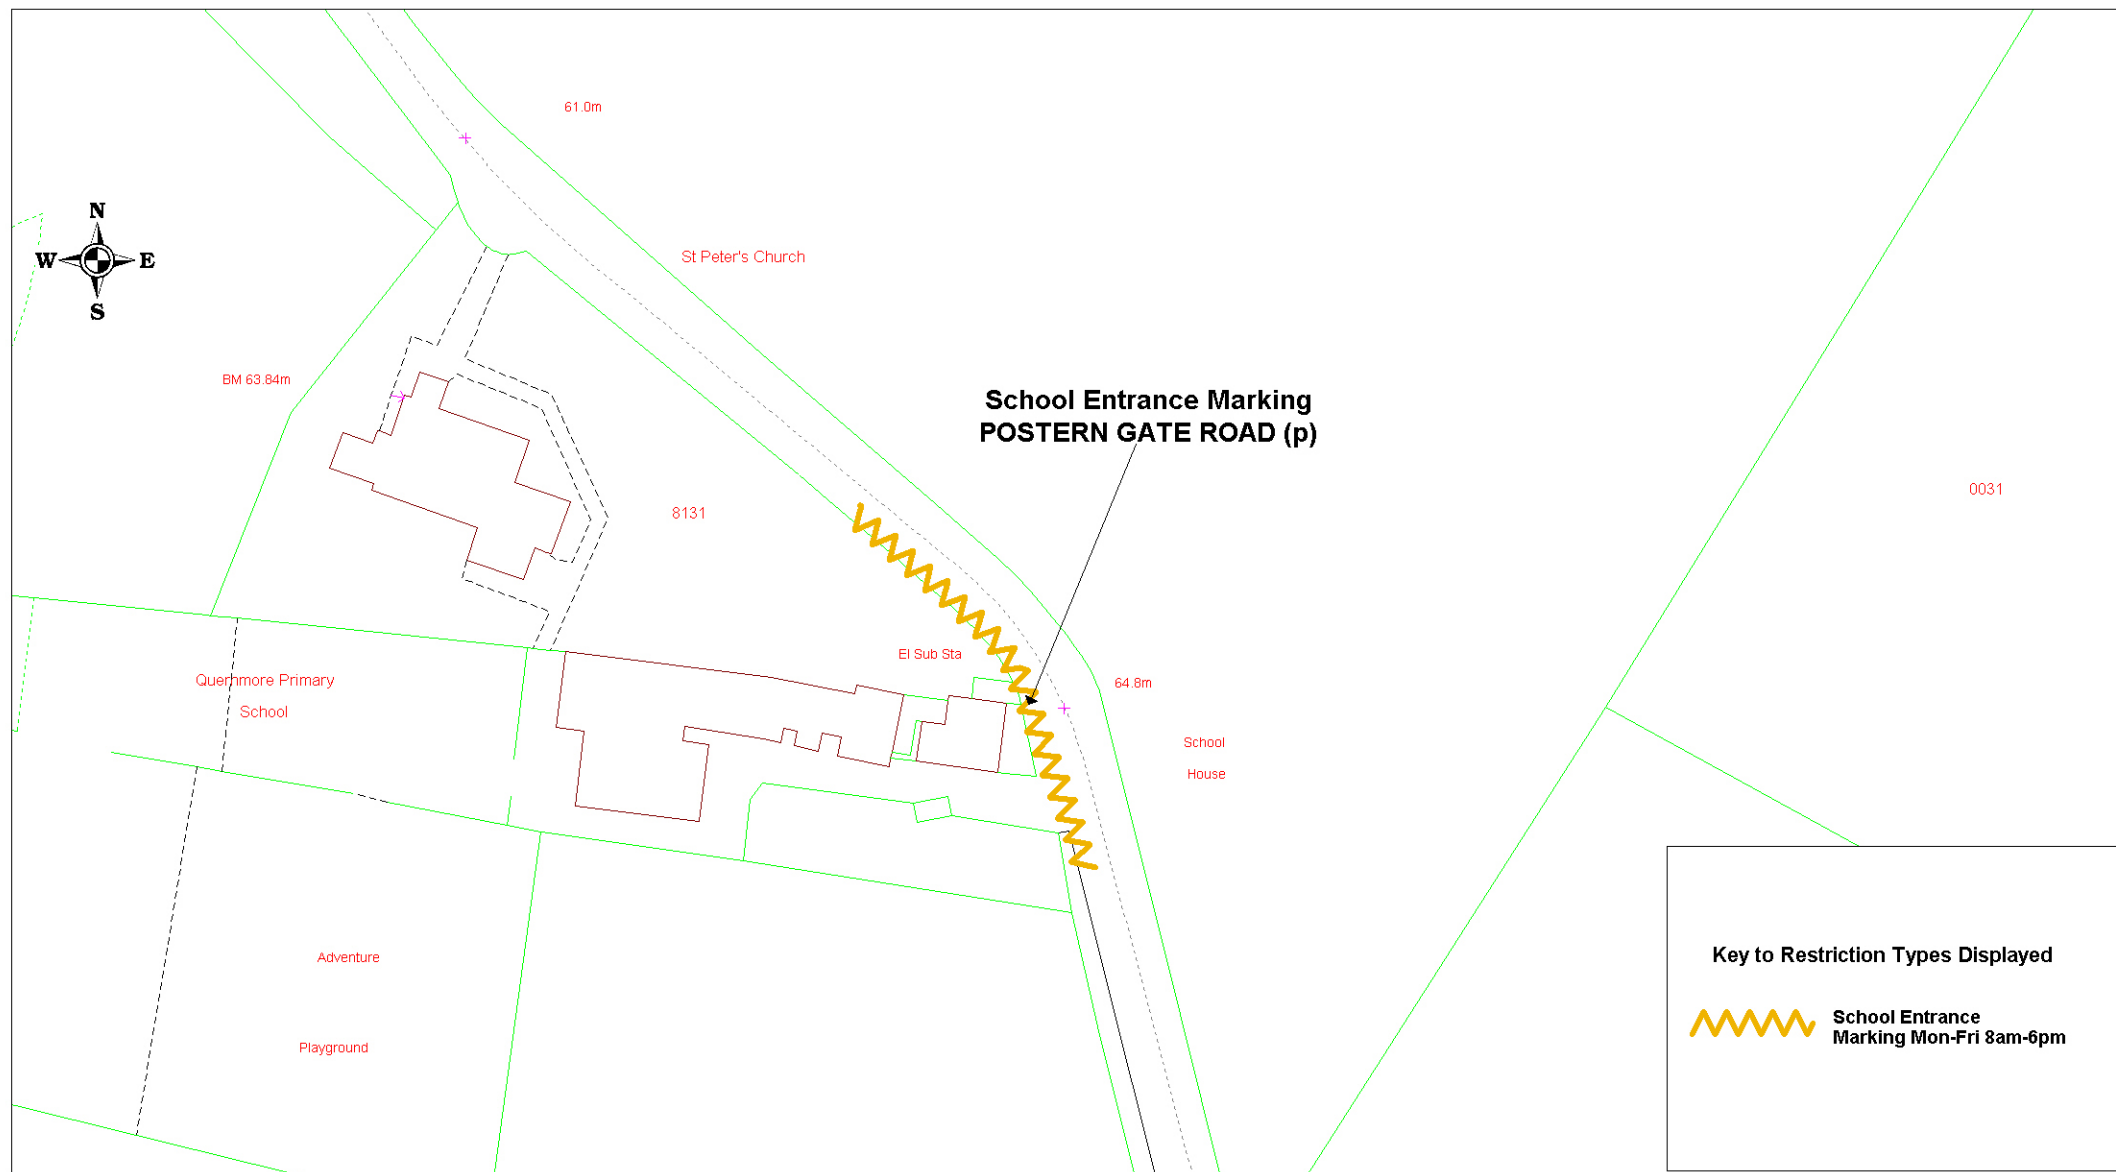 61.0m
N
W E
S
St Peter's Church
BM 63.84m
School Entrance Marking
POSTERN GATE ROAD (p)
0031
8131
El Sub Sta
Quernmore Primary
School
64.8m
School
House
Adventure
Playground
Key to Restriction Types Displayed
School Entrance
Marking Mon-Fri 8am-6pm